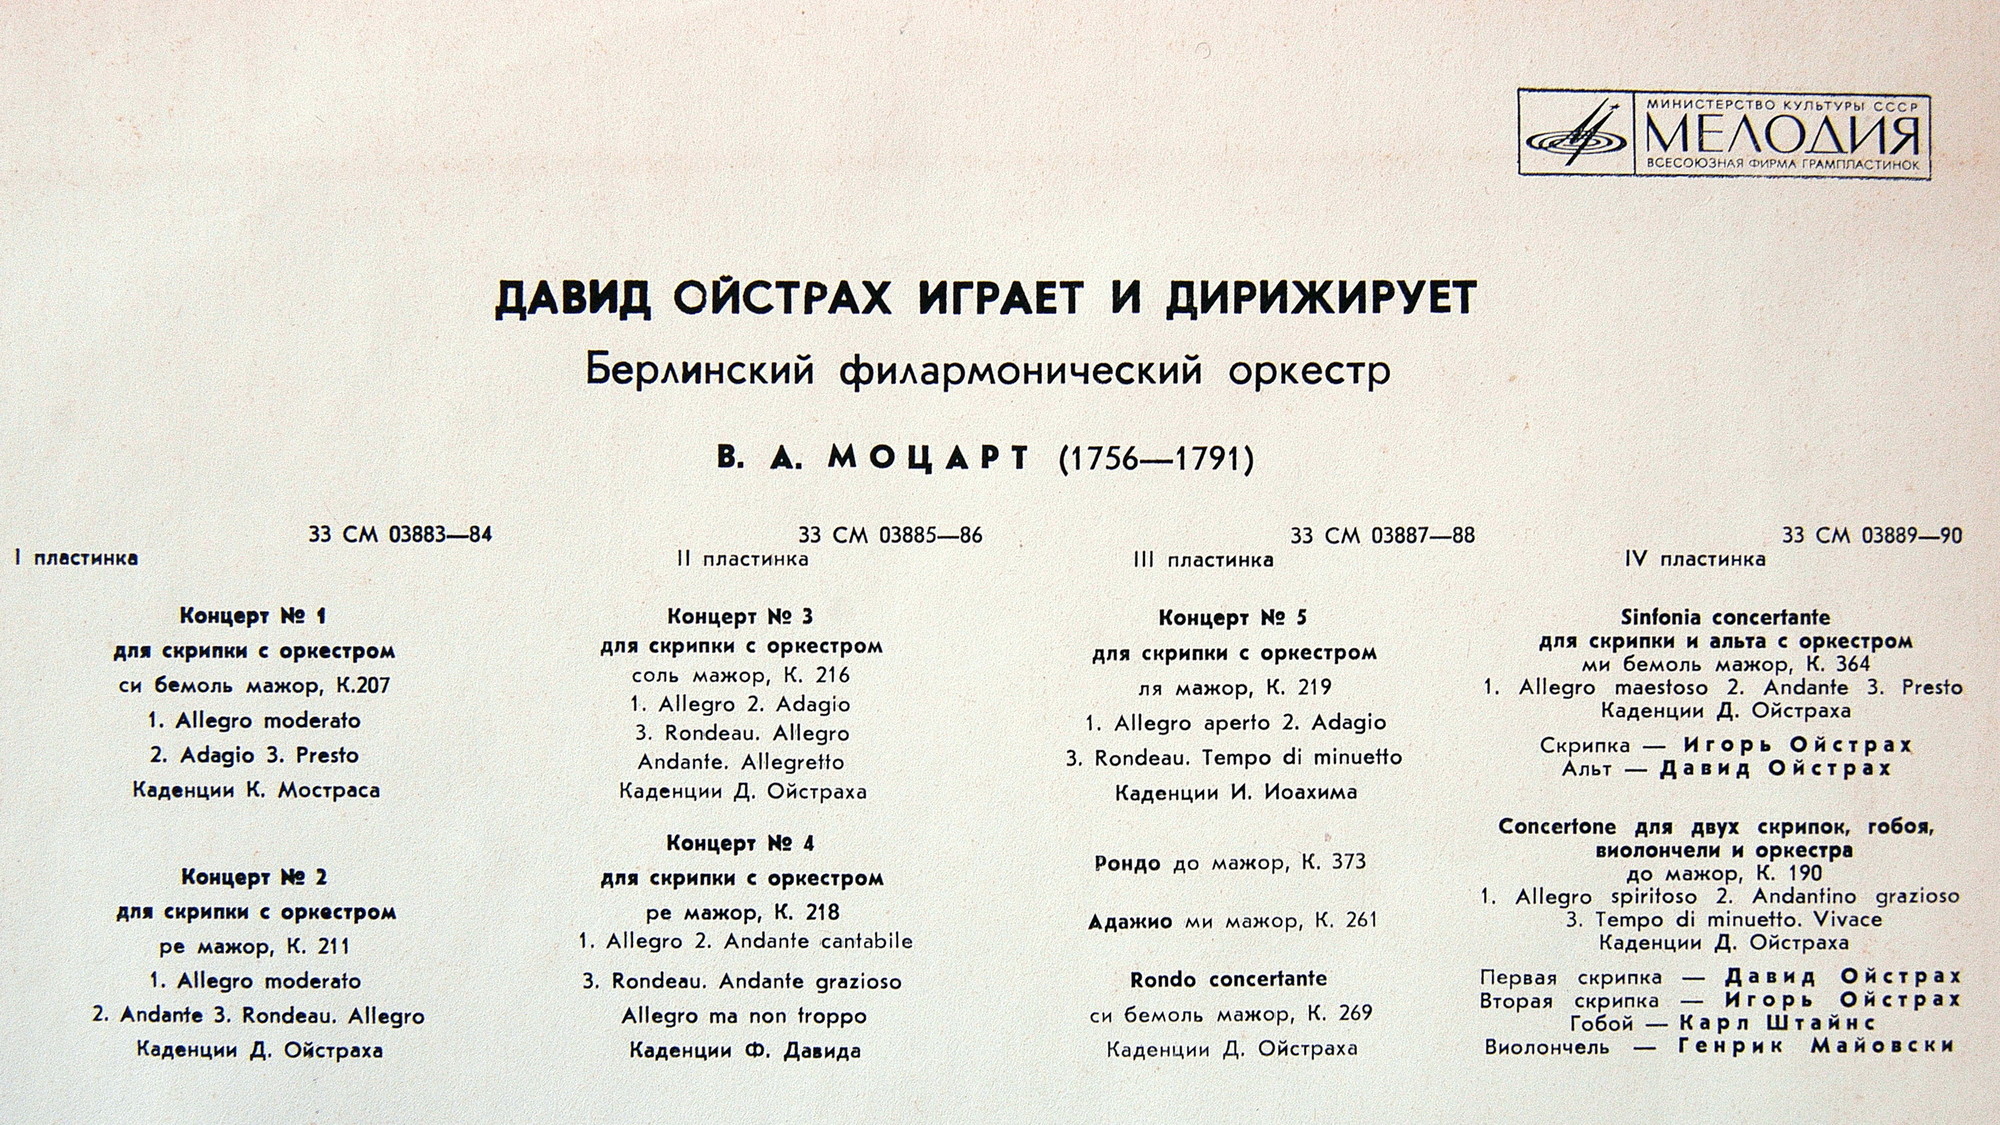 МИНИСТЕРСТВО КУЛЬТУРЫ СССР
МЕЛОДИЯ
ВСЕСОЮЗНАЯ ФИРМА ГРАМПЛАСТИНОК
ДАВИД ОЙСТРАХ ИГРАЕТ И ДИРИЖИРУЕТ
Берлинский филармонический оркестр
В. А. МОЦАРТ (1756—1791)
33 СМ 03883—84
I пластинка
Концерт № 1
для скрипки с оркестром
си бемоль мажор, К.207
1. Allegro moderato
2. Adagio 3. Presto
Каденции К. Мостраса
Концерт № 2
для скрипки с оркестром
ре мажор, К. 211
1. Allegro moderato
2. Andante 3. Rondeau. Allegro
Каденции Д. Ойстраха
33 СМ 03885—86
II пластинка
Концерт № 3
для скрипки с оркестром
соль мажор, К. 216
1. Allegro 2. Adagio
3. Rondeau. Allegro
Andante. Allegretto
Каденции Д. Ойстраха
Концерт № 4
для скрипки с оркестром
ре мажор, К. 218
1. Allegro 2. Andante cantabile
3. Rondeau. Andante grazioso
Allegro ma non troppo
Каденции Ф. Давида
33 СМ 03887—88
III пластинка
Концерт № 5
для скрипки с оркестром
ля мажор, К. 219
1. Allegro aperto 2. Adagio
3. Rondeau. Tempo di minuetto
Каденции И. Иоахима
Рондо до мажор, К. 373
Адажио ми мажор, К. 261
Rondo concertante
си бемоль мажор, К. 269
Каденции Д. Ойстраха
33 СМ 03889—90
IV пластинка
Sinfonia concertante
для скрипки и альта с оркестром
ми бемоль мажор, К. 364
1. Allegro maestoso 2. Andante 3. Presto
Каденции Д. Ойстраха
Скрипка — Игорь Ойстрах
Альт — Давид Ойстрах
Concertone для двух скрипок, гобоя,
виолончели и оркестра
до мажор, К. 190
1. Allegro spiritoso 2. Andantino grazioso
3. Tempo di minuetto. Vivace
Каденции Д. Ойстраха
Первая скрипка — Давид Ойстрах
Вторая скрипка — Игорь Ойстрах
Гобой — Карл Штайнс
Виолончель — Генрик Майовски